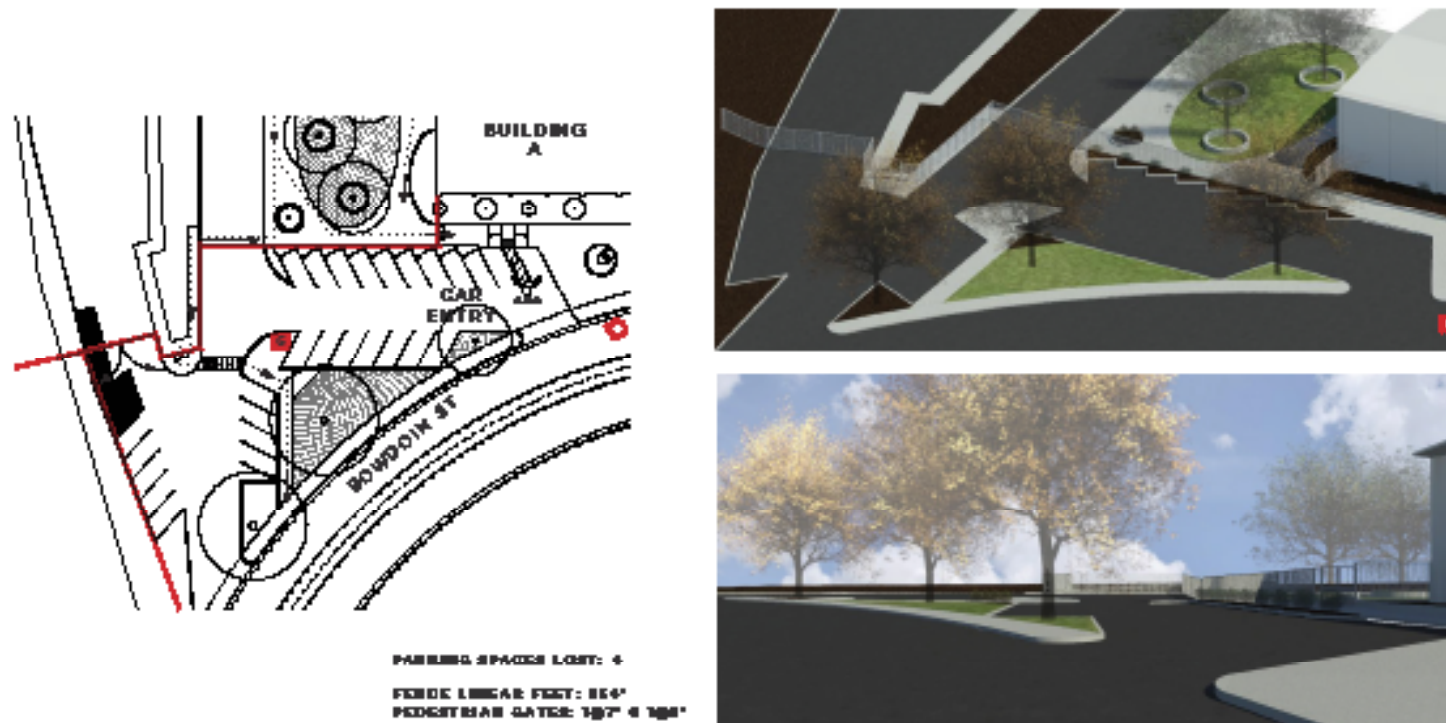 BUILDING
A
CAR
ENTRY
BOWDOIN ST
PARKING SPACES LOST: 4
FENCE LINEAR FEET:
PEDESTRIAN GATES: